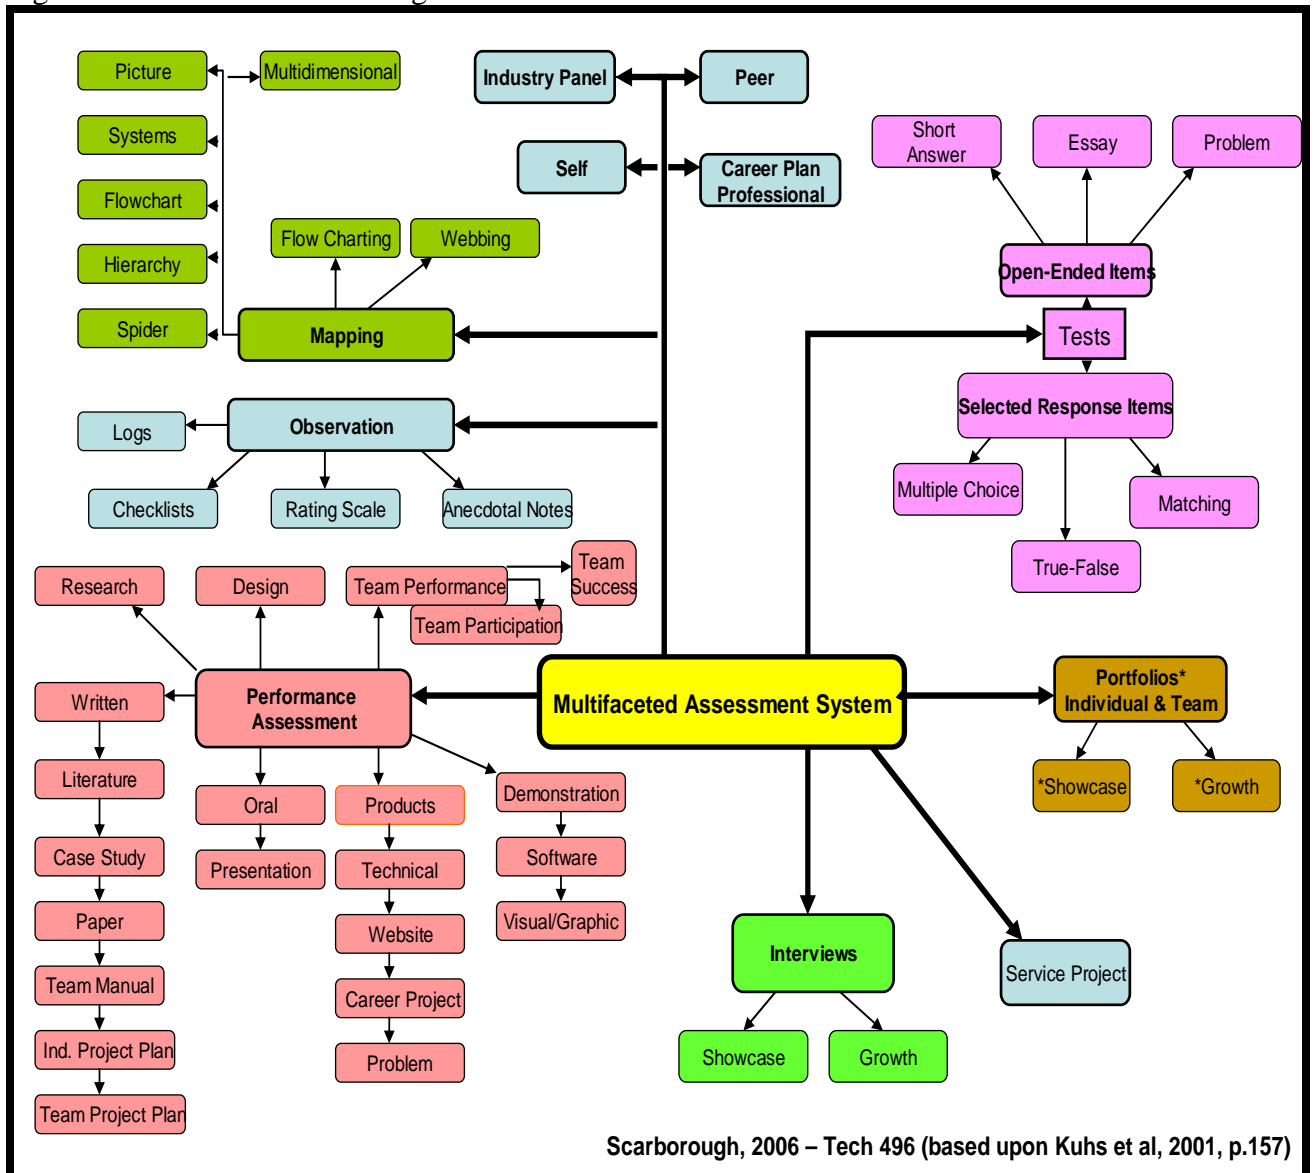 Picture
Multidimensional
Industry Panel
Peer
Systems
Self
Career Plan
Professional
Short
Answer
Essay
Problem
Flowchart
Flow Charting
Webbing
Hierarchy
Open-Ended Items
Spider
Mapping
Tests
Selected Response Items
Logs
Observation
Multiple Choice
Matching
Checklists
Rating Scale
Anecdotal Notes
True-False
Research
Design
Team Performance
Team
Success
Team Participation
Written
Performance
Assessment
Multifaceted Assessment System
Portfolios*
Individual & Team
Literature
Oral
Products
Demonstration
*Showcase
*Growth
Case Study
Presentation
Technical
Software
Paper
Website
Visual/Graphic
Interviews
Service Project
Team Manual
Career Project
Ind. Project Plan
Problem
Showcase
Growth
Team Project Plan
Scarborough, 2006 – Tech 496 (based upon Kuhs et al, 2001, p.157)